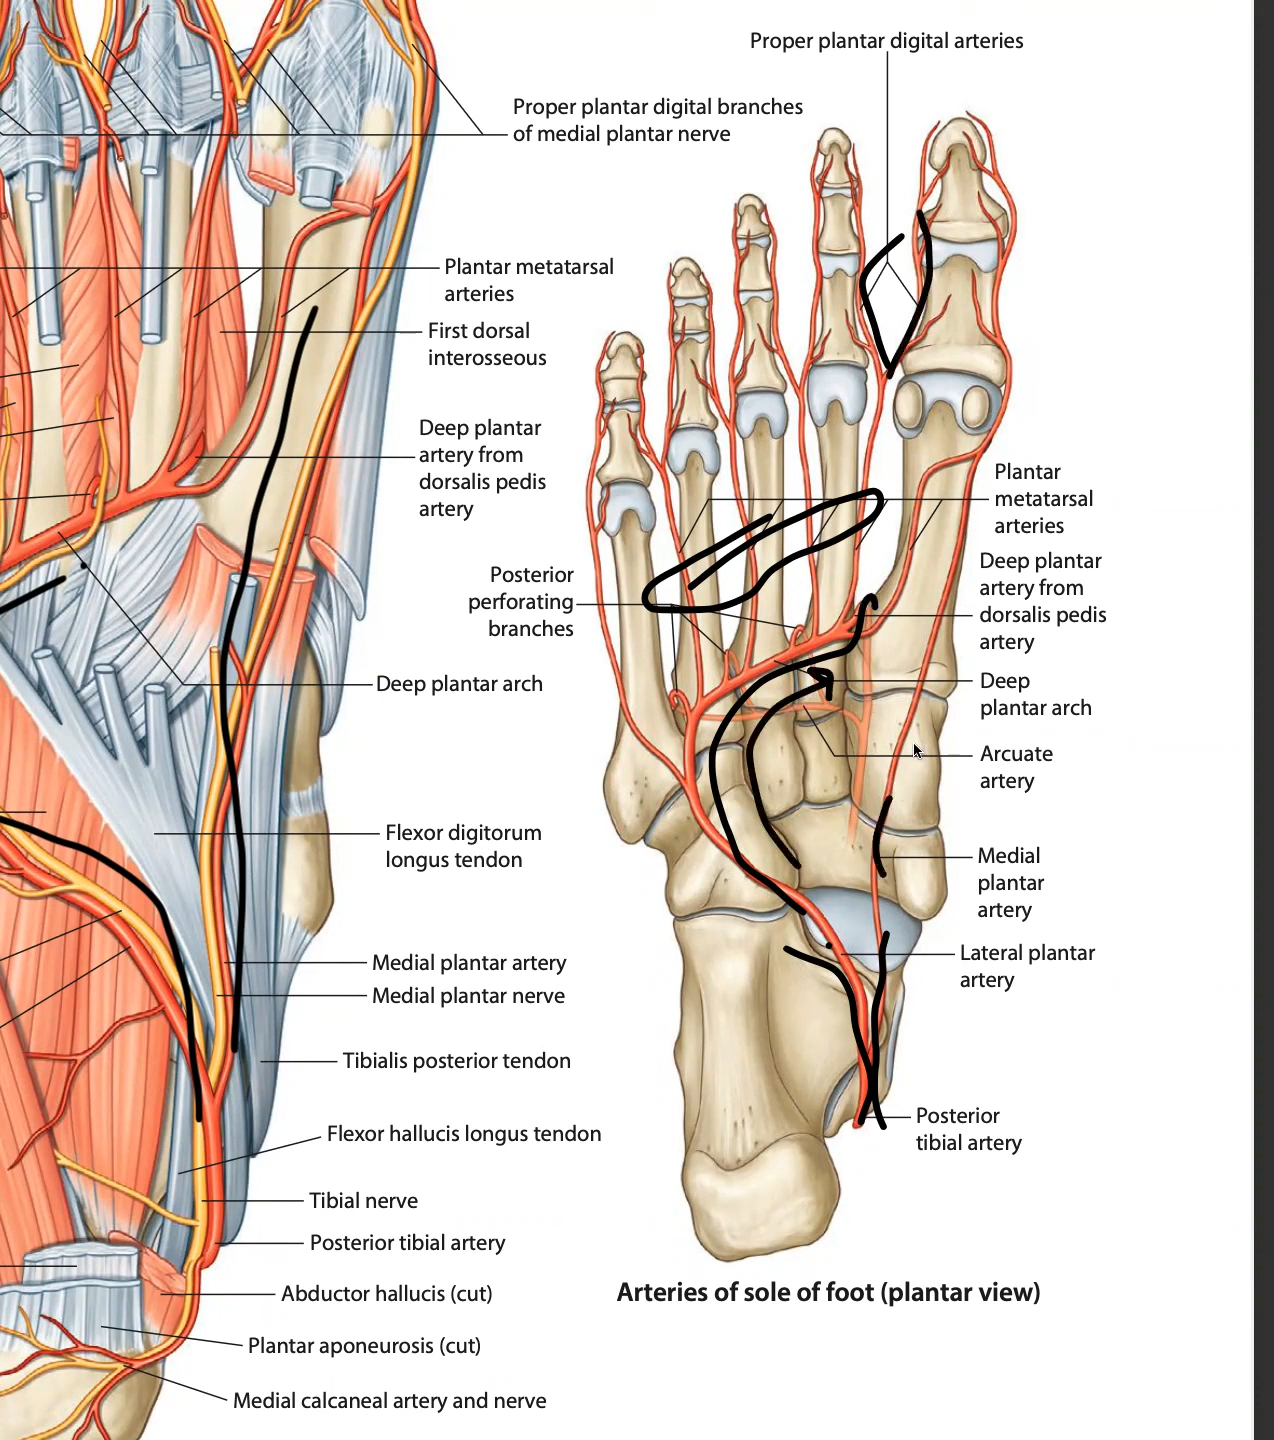 Proper plantar digital arteries
Proper plantar digital branches
of medial plantar nerve
Plantar metatarsal
arteries
First dorsal
interosseous
Deep plantar
artery from
dorsalis pedis
artery
Plantar
metatarsal
arteries
Deep plantar
artery from
dorsalis pedis
artery
Posterior
perforating
branches
Deep plantar arch
Deep
plantar arch
Arcuate
artery
Flexor digitorum
longus tendon
Medial
plantar
artery
Medial plantar artery
Lateral plantar
artery
Medial plantar nerve
Tibialis posterior tendon
Posterior
tibial artery
Flexor hallucis longus tendon
Tibial nerve
Posterior tibial artery
Abductor hallucis (cut)
Arteries of sole of foot (plantar view)
Plantar aponeurosis (cut)
Medial calcaneal artery and nerve